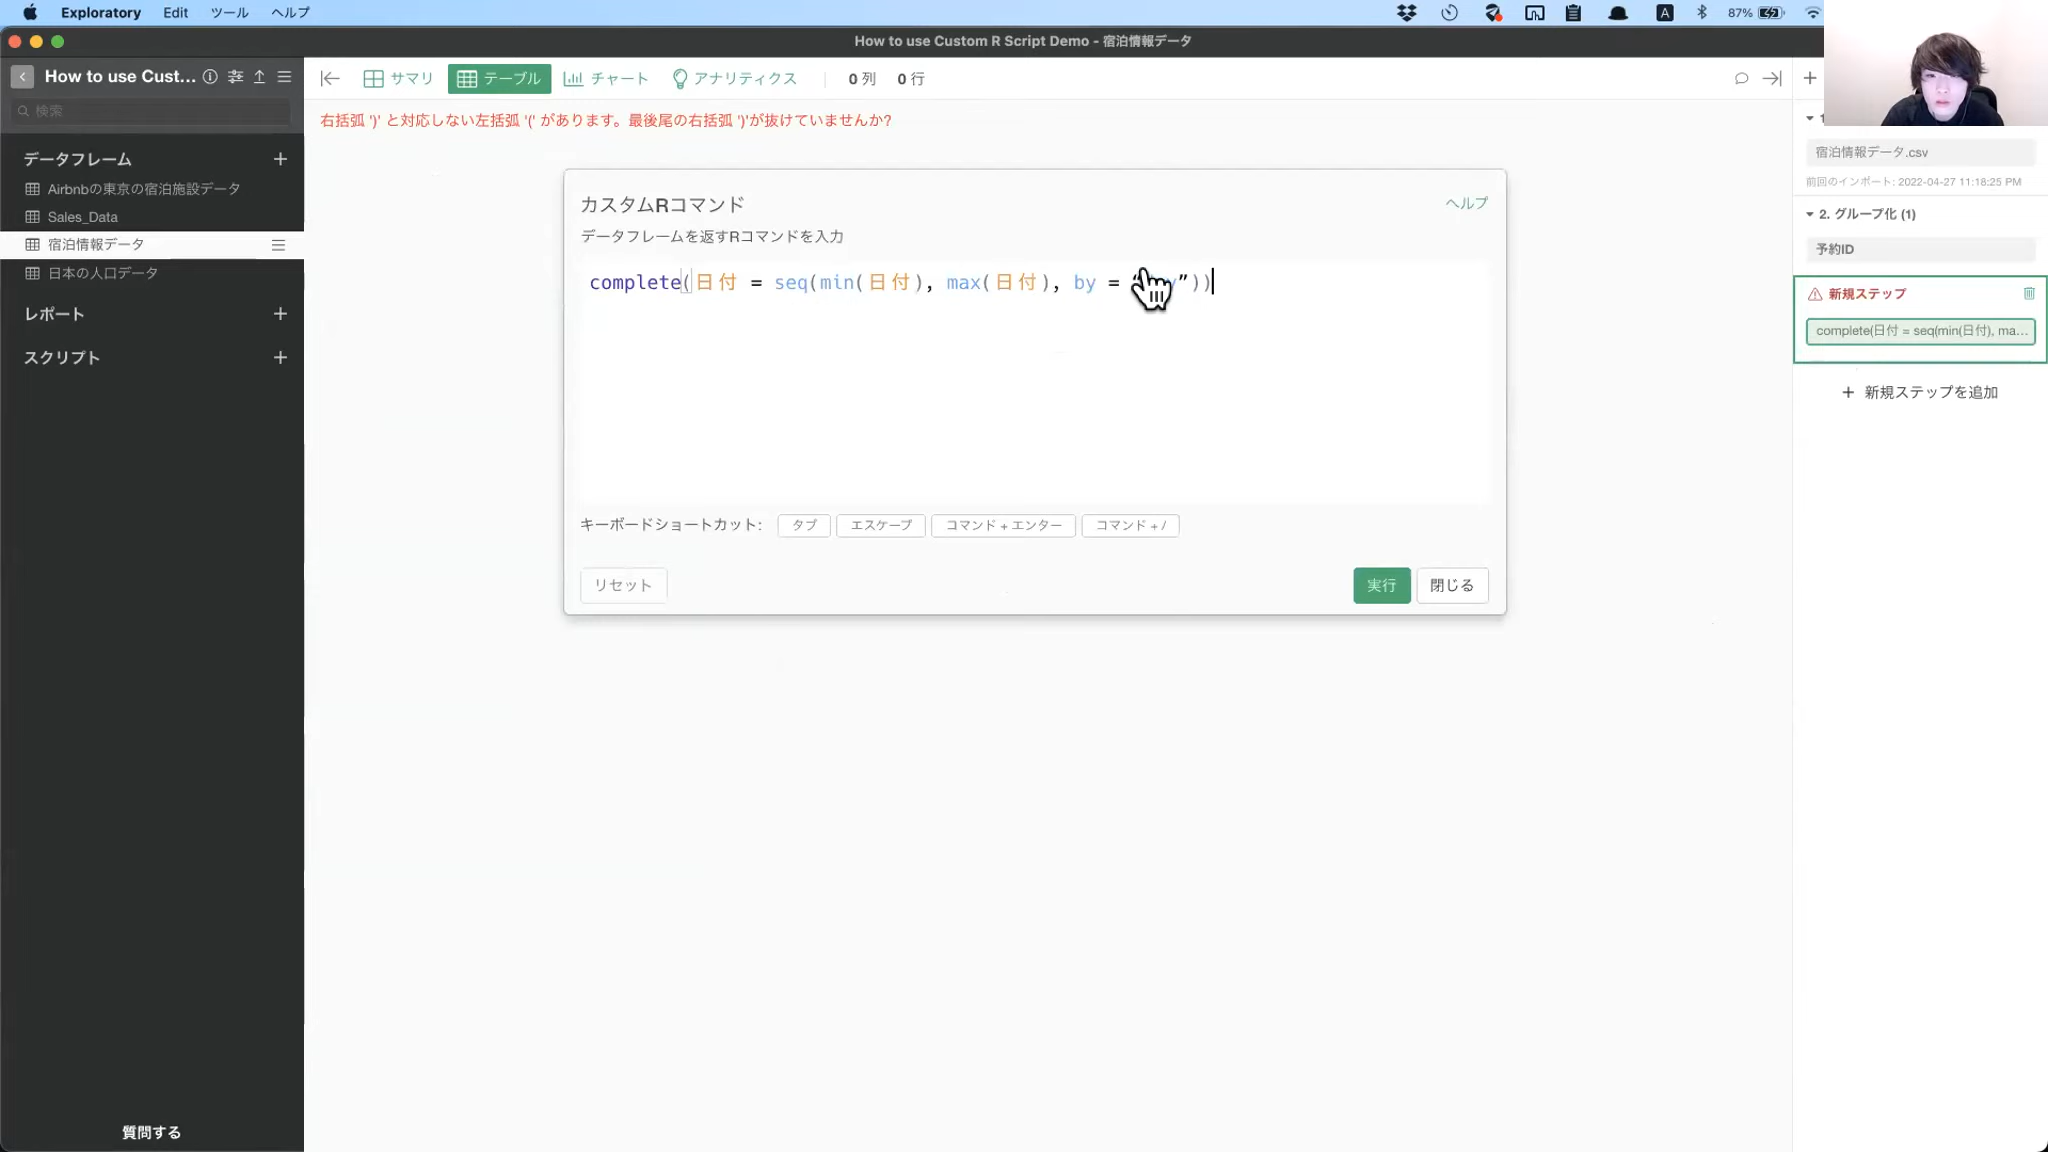 Exploratory Edit ツール ヘルプ
A 87%
How to use Custom R Script Demo - 宿泊情報データ
How to use Cust...
検索
データフレーム
Airbnbの東京の宿泊施設データ
Sales_Data
宿泊情報データ
日本の人口データ
レポート
スクリプト
質問する
サマリ テーブル チャート アナリティクス 0 列 0 行
右括弧 ')' と対応しない左括弧 '(' があります。最後尾の右括弧 ')'が抜けていませんか?
カスタムRコマンド
ヘルプ
データフレームを返すRコマンドを入力
complete(日付 = seq(min(日付), max(日付), by = ”))
キーボードショートカット: タブ エスケープ コマンド + エンター コマンド + /
リセット 実行 閉じる
宿泊情報データ.csv
前回のインポート: 2022-04-27 11:18:25 PM
2. グループ化 (1)
予約ID
新規ステップ
complete(日付 = seq(min(日付), ma...
+ 新規ステップを追加